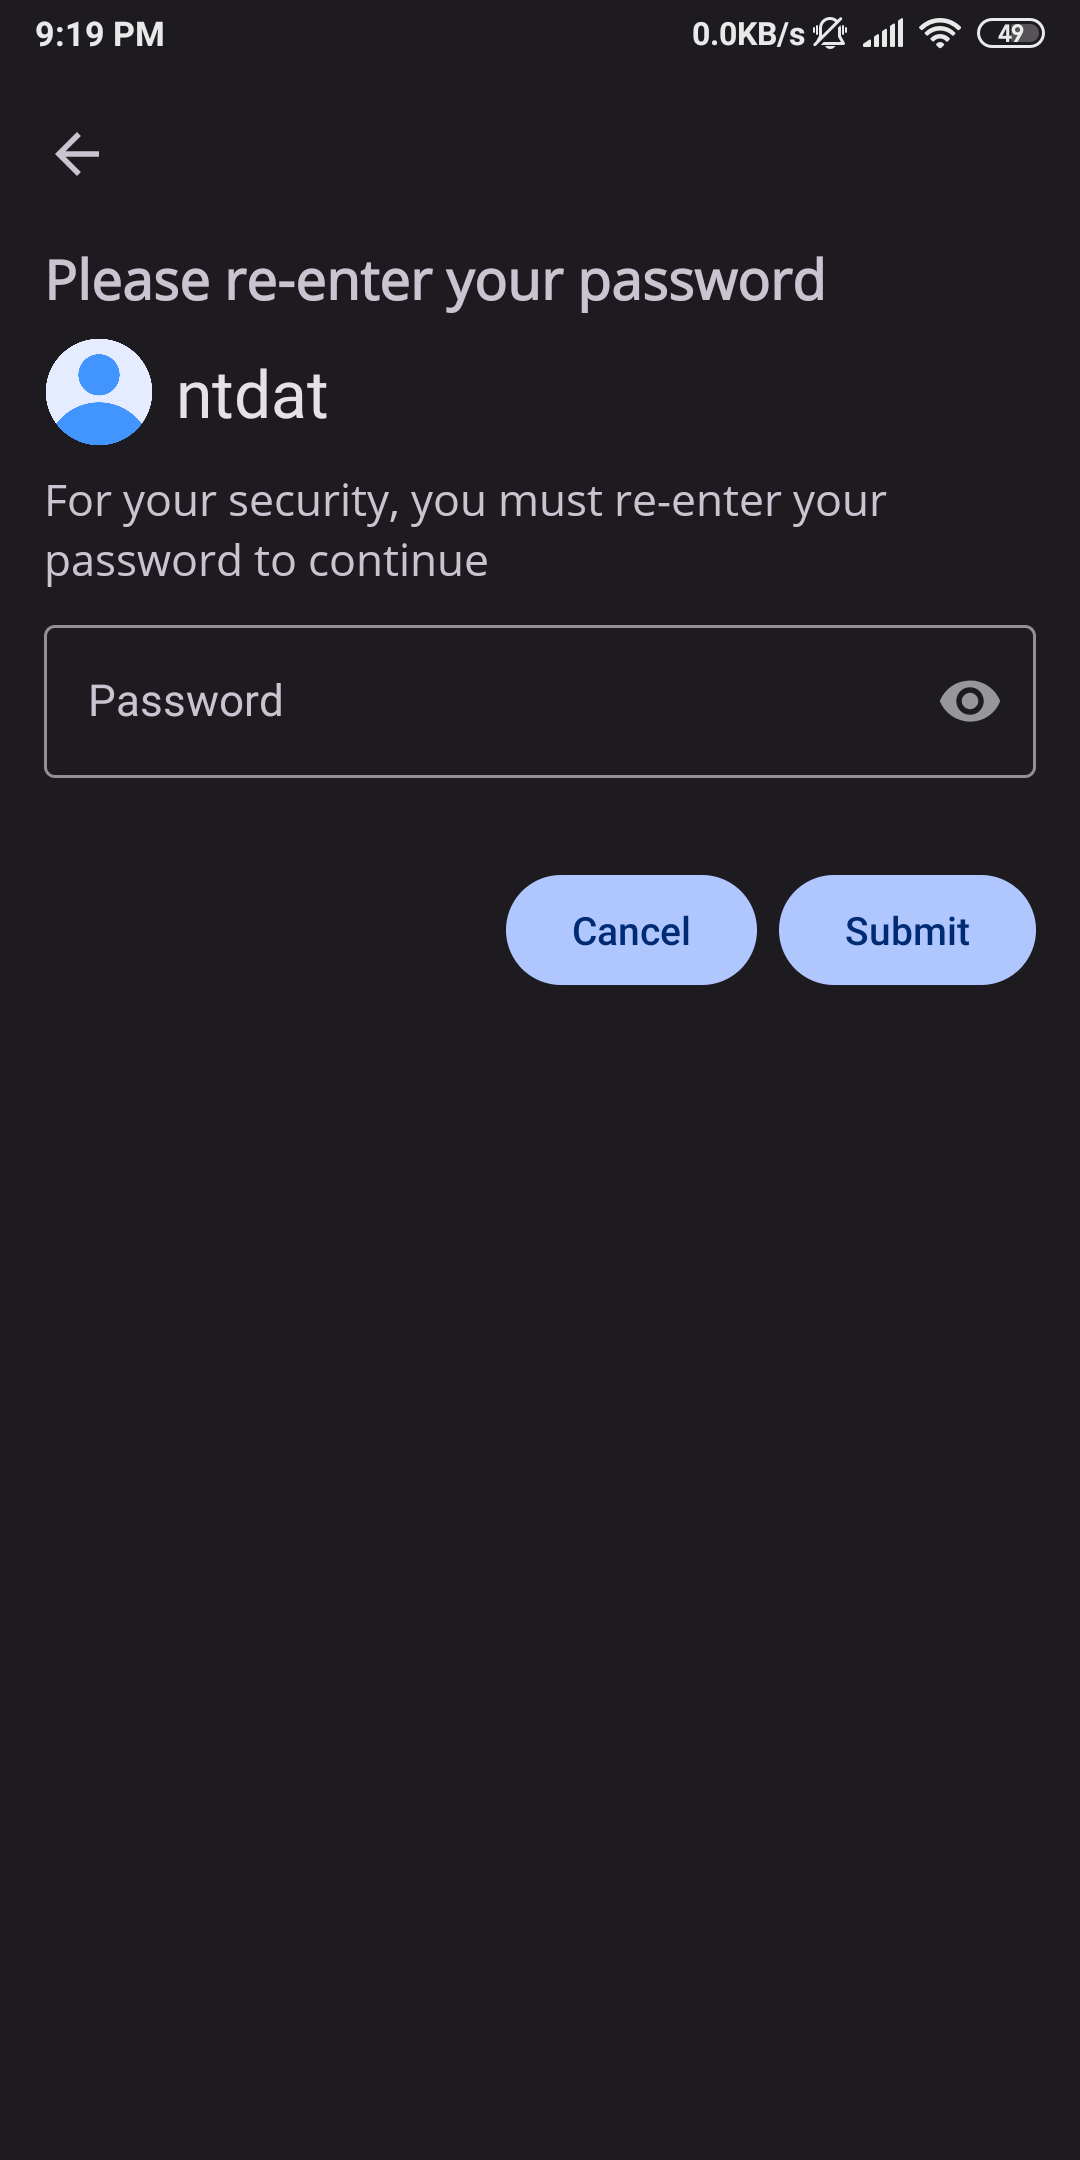 9:19 PM 0.0KB/s 49
Please re-enter your password
ntdat
For your security, you must re-enter your
password to continue
Password
Cancel Submit